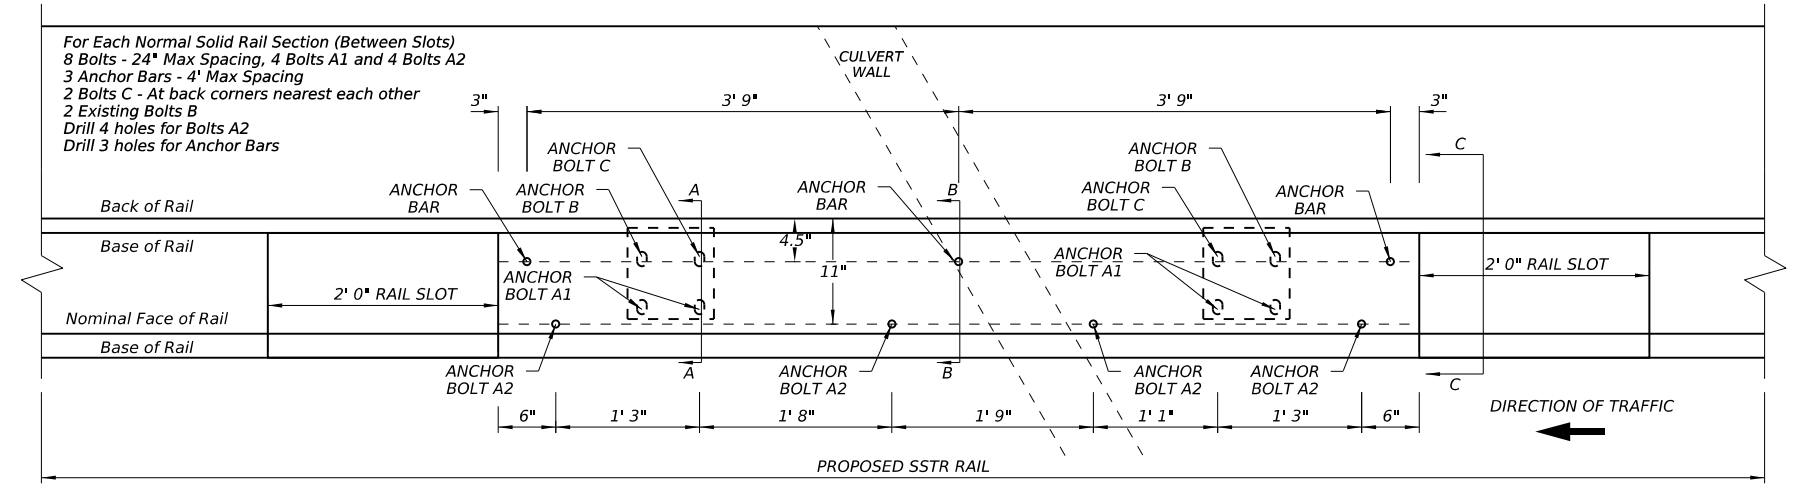 For Each Normal Solid Rail Section (Between Slots)
8 Bolts - 24" Max Spacing, 4 Bolts A1 and 4 Bolts A2
3 Anchor Bars - 4' Max Spacing
2 Bolts C - At back corners nearest each other
2 Existing Bolts B
Drill 4 holes for Bolts A2
Drill 3 holes for Anchor Bars
CULVERT
WALL
3"
3' 9"
3' 9"
3"
ANCHOR
BOLT C
ANCHOR
BOLT B
C
ANCHOR
BAR
ANCHOR
BOLT B
A
ANCHOR
BAR
B
ANCHOR
BOLT C
ANCHOR
BAR
Back of Rail
Base of Rail
4.5"
11"
ANCHOR
BOLT A1
ANCHOR
BOLT A1
2' 0" RAIL SLOT
2' 0" RAIL SLOT
Nominal Face of Rail
Base of Rail
ANCHOR
BOLT A2
A
ANCHOR
BOLT A2
B
ANCHOR
BOLT A2
ANCHOR
BOLT A2
C
6"
1' 3"
1' 8"
1' 9"
1' 1"
1' 3"
6"
DIRECTION OF TRAFFIC
PROPOSED SSTR RAIL